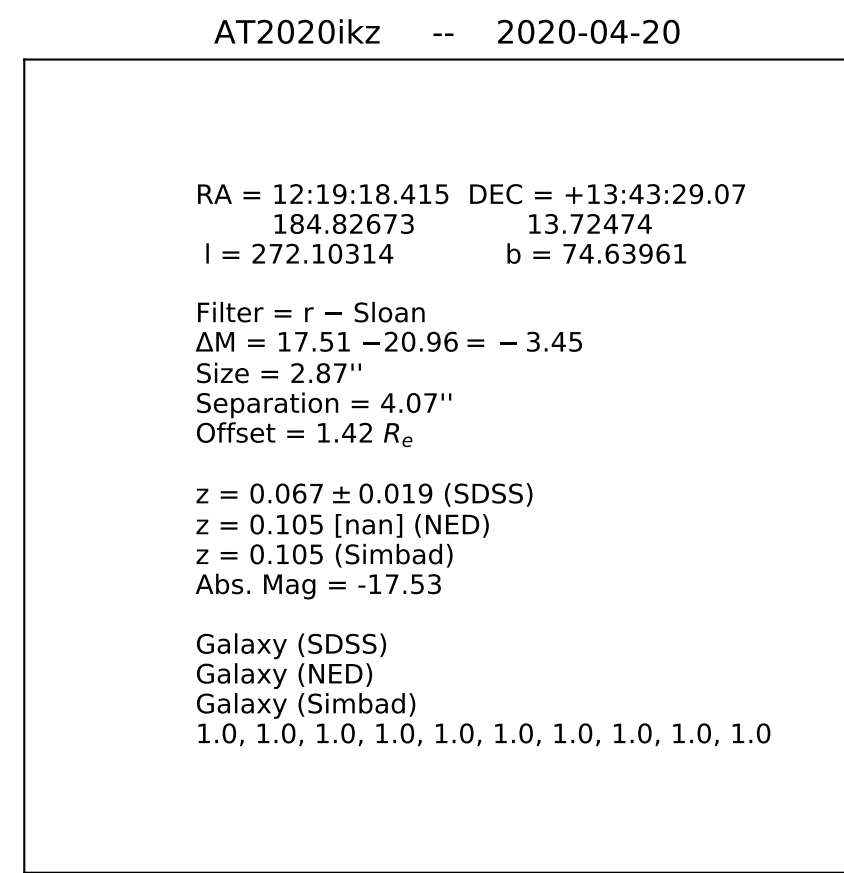 AT2020ikz -- 2020-04-20
RA = 12:19:18.415 DEC = +13:43:29.07
184.82673 13.72474
l = 272.10314 b = 74.63961
Filter = r − Sloan
ΔM = 17.51 −20.96 = − 3.45
Size = 2.87''
Separation = 4.07''
Offset = 1.42 Rₑ
z = 0.067 ± 0.019 (SDSS)
z = 0.105 [nan] (NED)
z = 0.105 (Simbad)
Abs. Mag = -17.53
Galaxy (SDSS)
Galaxy (NED)
Galaxy (Simbad)
1.0, 1.0, 1.0, 1.0, 1.0, 1.0, 1.0, 1.0, 1.0, 1.0